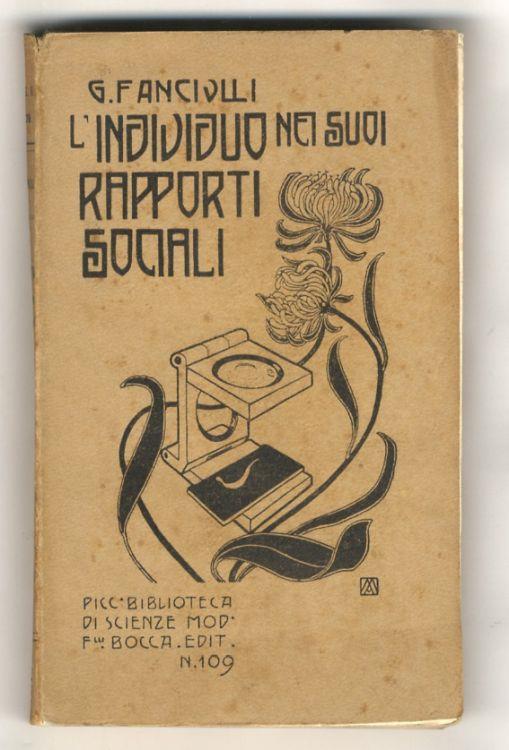 G. FANCIULLI
L'INDIVIDUO NEI SUOI
RAPPORTI
SOCIALI
PICC. BIBLIOTECA
DI SCIENZE MOD.
F.LLI BOCCA. EDIT.
N. 109